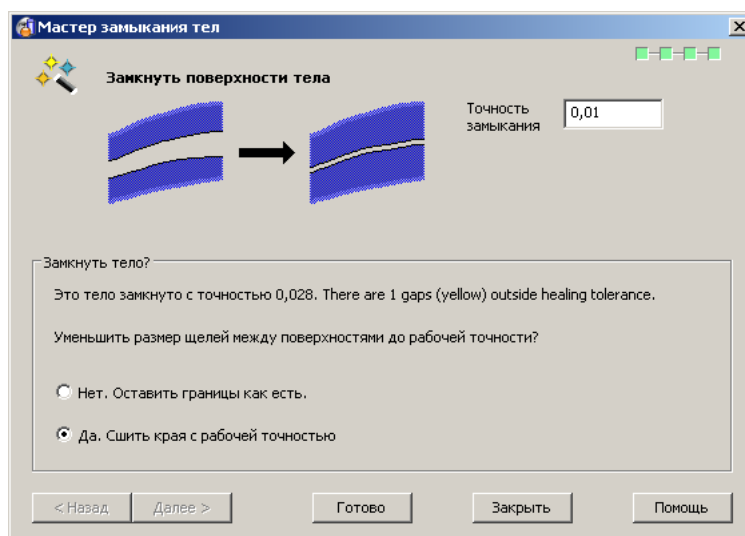 Мастер замыкания тел
Замкнуть поверхности тела
Точность
замыкания
0,01
Замкнуть тело?
Это тело замкнуто с точностью 0,028. There are 1 gaps (yellow) outside healing tolerance.
Уменьшить размер щелей между поверхностями до рабочей точности?
Нет. Оставить границы как есть.
Да. Сшить края с рабочей точностью
< Назад
Далее >
Готово
Закрыть
Помощь